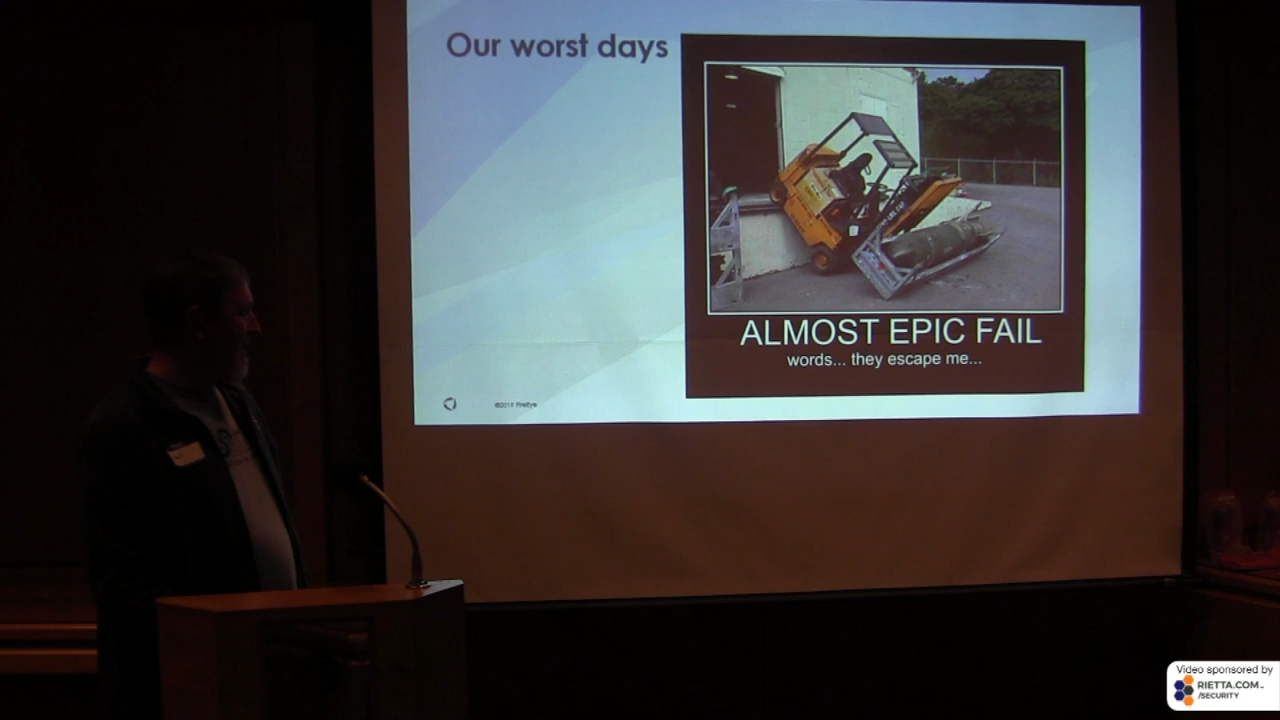 Our worst days
ALMOST EPIC FAIL
words... they escape me...
©2017 FireEye
Video sponsored by
RIETTA.COM
/SECURITY